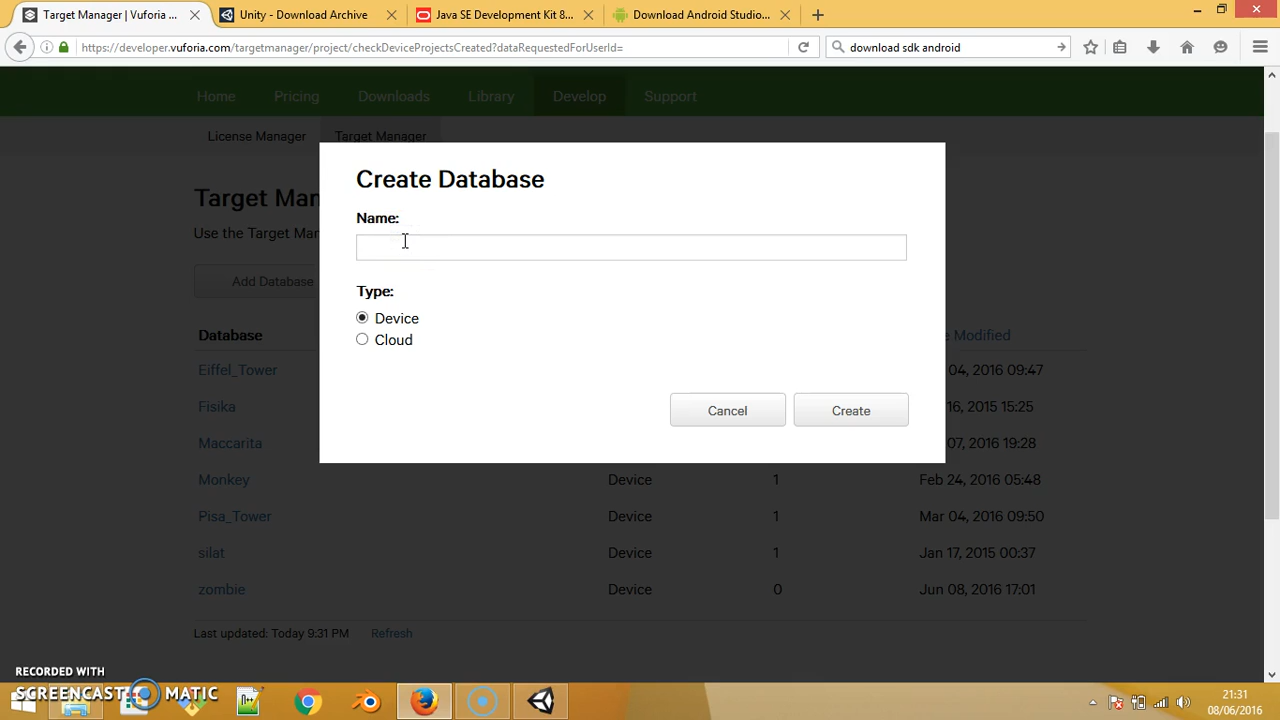 Target Manager | Vuforia ...
Unity - Download Archive
Java SE Development Kit 8...
Download Android Studio...
https://developer.vuforia.com/targetmanager/project/checkDeviceProjectsCreated?dataRequestedForUserId=
download sdk android
Home Pricing Downloads Library Develop Support
License Manager Target Manager
Create Database
Target Man
Name:
Use the Target Man
Add Database
Type:
Device
Cloud
Database Modified
Eiffel_Tower 04, 2016 09:47
Fisika 16, 2015 15:25
Cancel Create
Maccarita 07, 2016 19:28
Monkey Device 1 Feb 24, 2016 05:48
Pisa_Tower Device 1 Mar 04, 2016 09:50
silat Device 1 Jan 17, 2015 00:37
zombie Device 0 Jun 08, 2016 17:01
Last updated: Today 9:31 PM Refresh
RECORDED WITH
SCREENCAST MATIC
21:31
08/06/2016